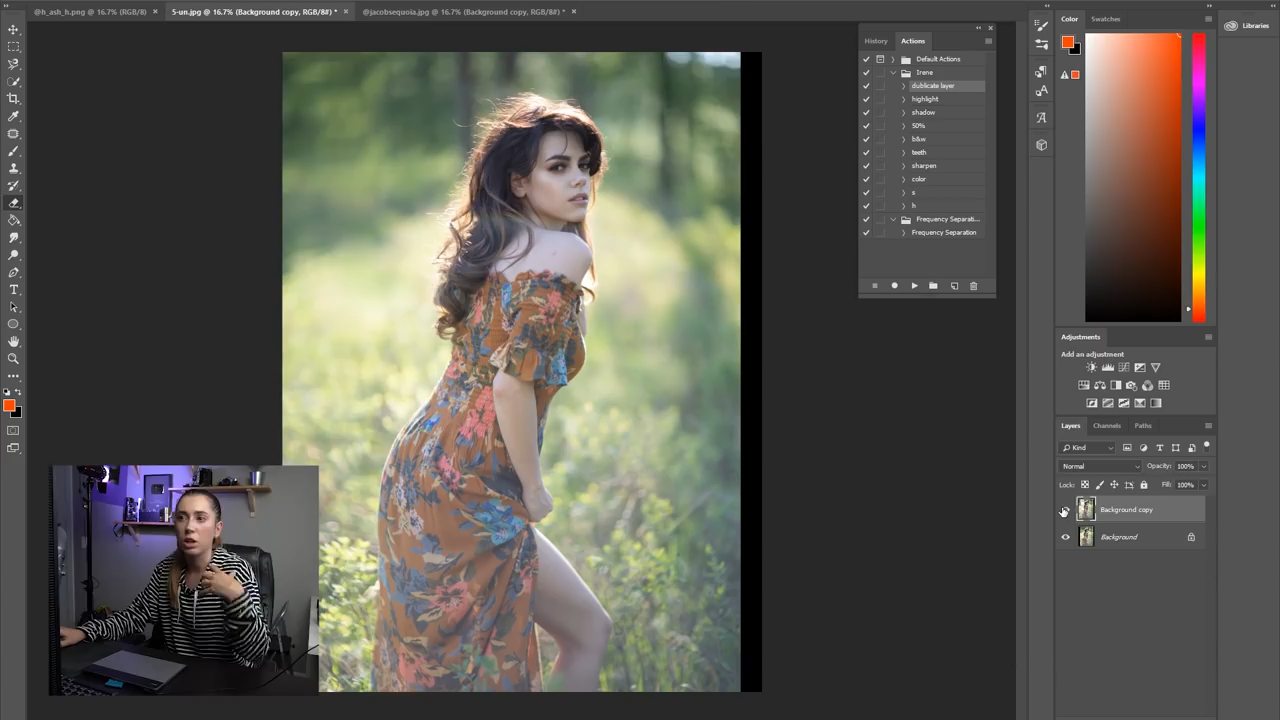 @h_ash_h.png @ 16.7% (RGB/8)
5-un.jpg @ 16.7% (Background copy, RGB/8#) *
@jacobsequoia.jpg @ 16.7% (Background copy, RGB/8#) *
History
Actions
Default Actions
Irene
dublicate layer
highlight
shadow
50%
b&w
teeth
sharpen
color
s
h
Frequency Separati...
Frequency Separation
Color
Swatches
Libraries
Adjustments
Add an adjustment
Layers
Channels
Paths
Kind
Normal
Opacity: 100%
Lock:
Fill: 100%
Background copy
Background